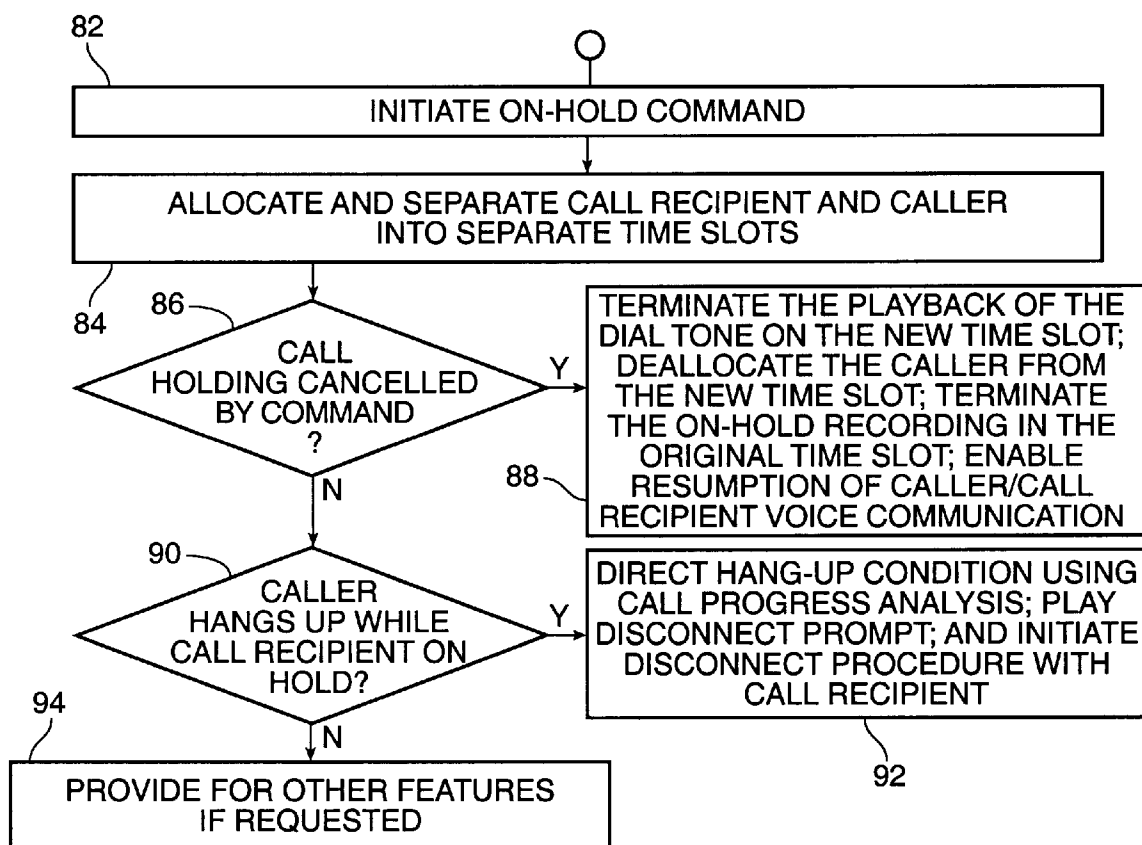 82
INITIATE ON-HOLD COMMAND
ALLOCATE AND SEPARATE CALL RECIPIENT AND CALLER
INTO SEPARATE TIME SLOTS
84
86
CALL
HOLDING CANCELLED
BY COMMAND
?
Y
N
TERMINATE THE PLAYBACK OF THE
DIAL TONE ON THE NEW TIME SLOT;
DEALLOCATE THE CALLER FROM
THE NEW TIME SLOT; TERMINATE
THE ON-HOLD RECORDING IN THE
ORIGINAL TIME SLOT; ENABLE
RESUMPTION OF CALLER/CALL
RECIPIENT VOICE COMMUNICATION
88
90
CALLER
HANGS UP WHILE
CALL RECIPIENT ON
HOLD?
Y
N
DIRECT HANG-UP CONDITION USING
CALL PROGRESS ANALYSIS; PLAY
DISCONNECT PROMPT; AND INITIATE
DISCONNECT PROCEDURE WITH
CALL RECIPIENT
92
94
PROVIDE FOR OTHER FEATURES
IF REQUESTED